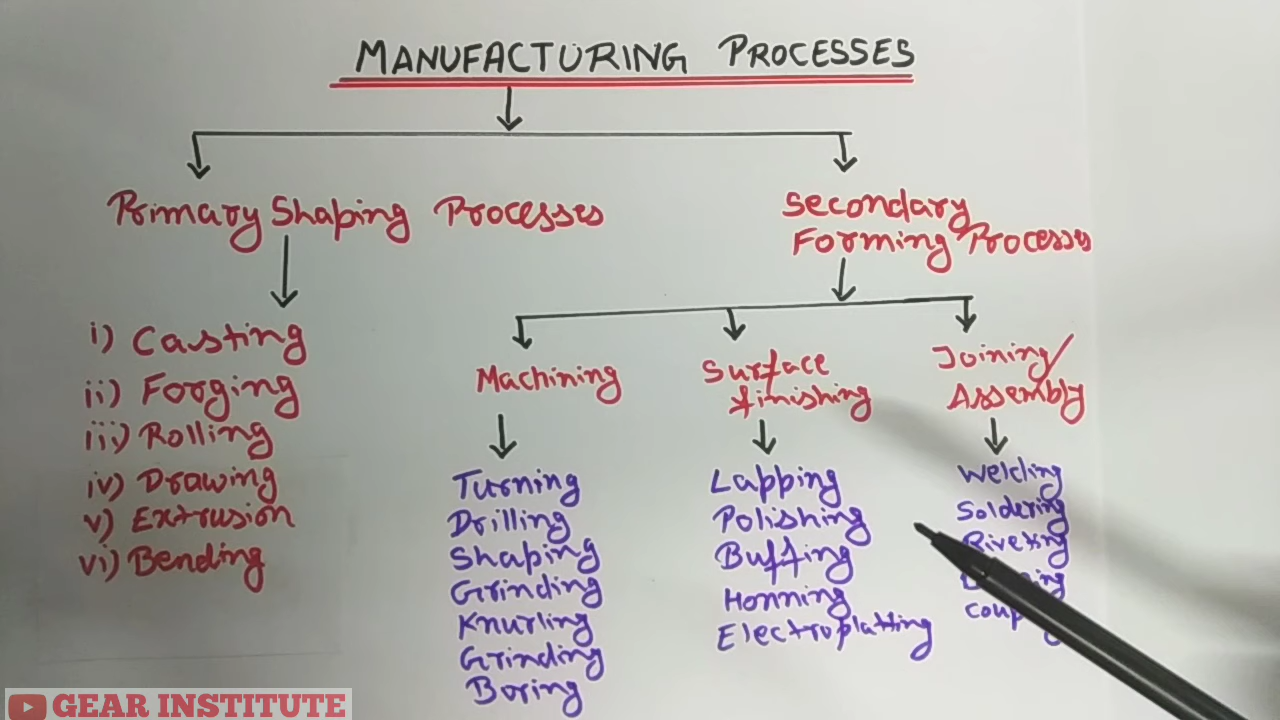 MANUFACTURING PROCESSES
Primary Shaping Processes
i) Casting
ii) Forging
iii) Rolling
iv) Drawing
v) Extrusion
vi) Bending
Secondary
Forming Processes
Machining
Turning
Drilling
Shaping
Grinding
Knurling
Grinding
Boring
Surface
finishing
Lapping
Polishing
Buffing
Honning
Electroplatting
Joining/
Assembly
Welding
Soldering
Riveting
GEAR INSTITUTE